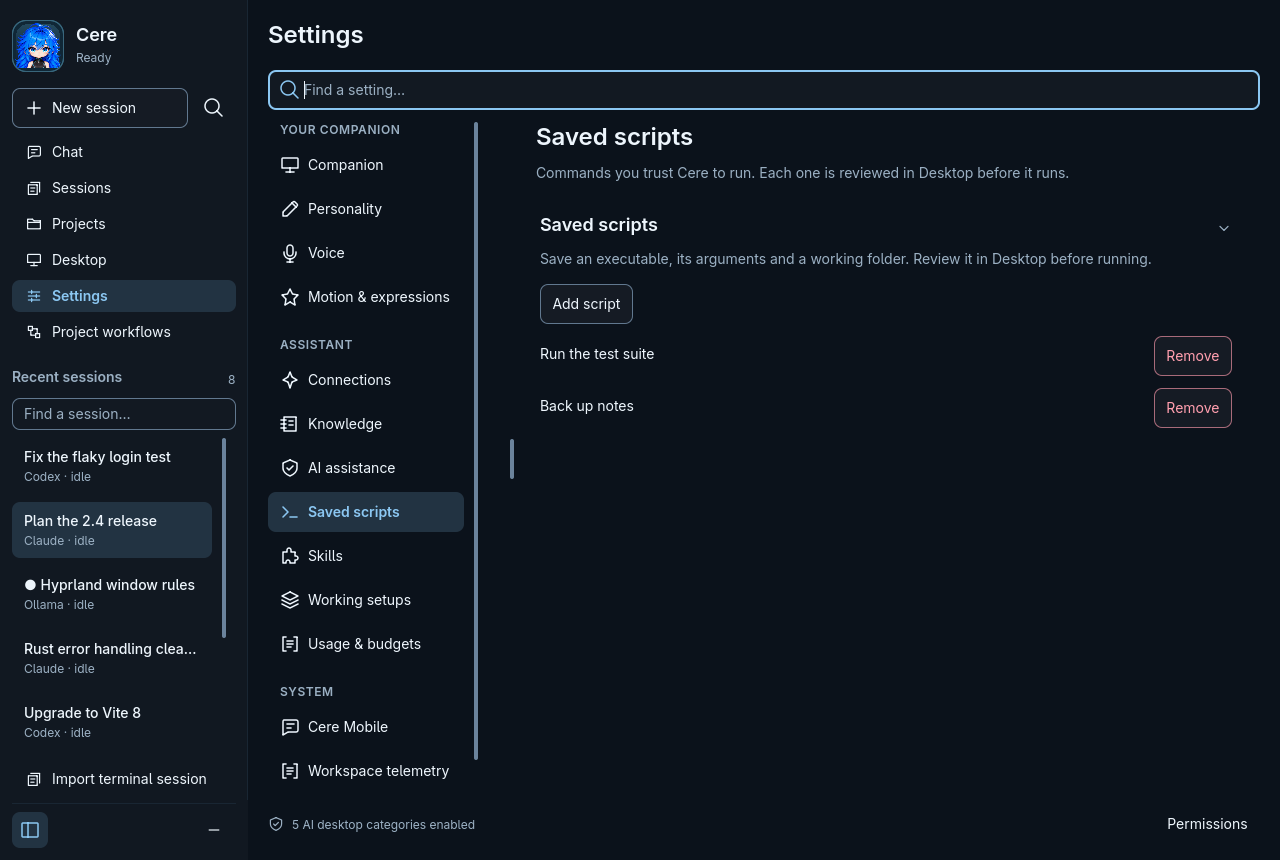 Cere
Ready
New session
Chat
Sessions
Projects
Desktop
Settings
Project workflows
Recent sessions
8
Find a session...
Fix the flaky login test
Codex · idle
Plan the 2.4 release
Claude · idle
● Hyprland window rules
Ollama · idle
Rust error handling clea...
Claude · idle
Upgrade to Vite 8
Codex · idle
Import terminal session
Settings
Find a setting...
YOUR COMPANION
Companion
Personality
Voice
Motion & expressions
ASSISTANT
Connections
Knowledge
AI assistance
Saved scripts
Skills
Working setups
Usage & budgets
SYSTEM
Cere Mobile
Workspace telemetry
Saved scripts
Commands you trust Cere to run. Each one is reviewed in Desktop before it runs.
Saved scripts
Save an executable, its arguments and a working folder. Review it in Desktop before running.
Add script
Run the test suite
Remove
Back up notes
Remove
5 AI desktop categories enabled
Permissions